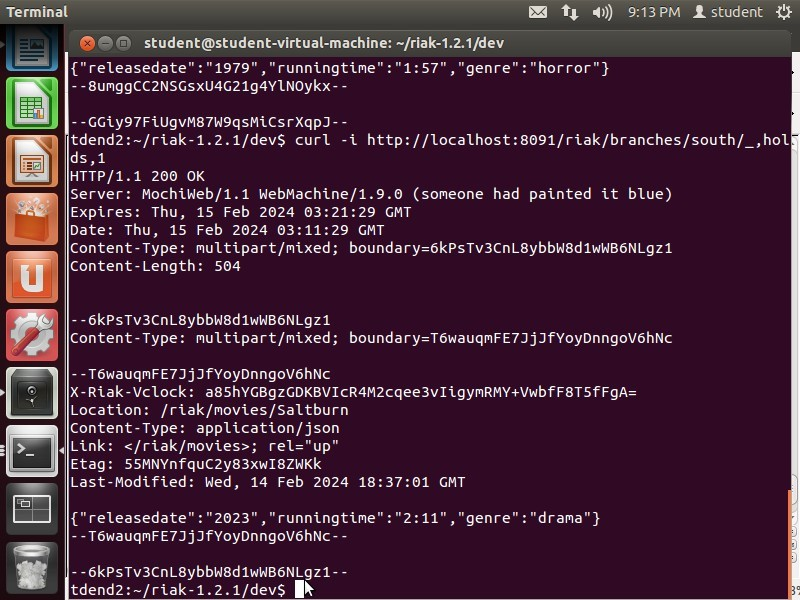 Terminal
9:13 PM
student
student@student-virtual-machine: ~/riak-1.2.1/dev
{"releasedate":"1979","runningtime":"1:57","genre":"horror"}
--8umggCC2NSGsxU4G21g4YlNOykx--
--GGiy97FiUgvM87W9qsMiCsrXqpJ--
tdend2:~/riak-1.2.1/dev$ curl -i http://localhost:8091/riak/branches/south/_,hol
ds,1
HTTP/1.1 200 OK
Server: MochiWeb/1.1 WebMachine/1.9.0 (someone had painted it blue)
Expires: Thu, 15 Feb 2024 03:21:29 GMT
Date: Thu, 15 Feb 2024 03:11:29 GMT
Content-Type: multipart/mixed; boundary=6kPsTv3CnL8ybbW8d1wWB6NLgz1
Content-Length: 504
--6kPsTv3CnL8ybbW8d1wWB6NLgz1
Content-Type: multipart/mixed; boundary=T6wauqmFE7JjJfYoyDnngoV6hNc
--T6wauqmFE7JjJfYoyDnngoV6hNc
X-Riak-Vclock: a85hYGBgzGDKBVIcR4M2cqee3vIigymRMY+VwbfF8T5fFgA=
Location: /riak/movies/Saltburn
Content-Type: application/json
Link: </riak/movies>; rel="up"
Etag: 55MNYnfquC2y83xwI8ZWKk
Last-Modified: Wed, 14 Feb 2024 18:37:01 GMT
{"releasedate":"2023","runningtime":"2:11","genre":"drama"}
--T6wauqmFE7JjJfYoyDnngoV6hNc--
--6kPsTv3CnL8ybbW8d1wWB6NLgz1--
tdend2:~/riak-1.2.1/dev$